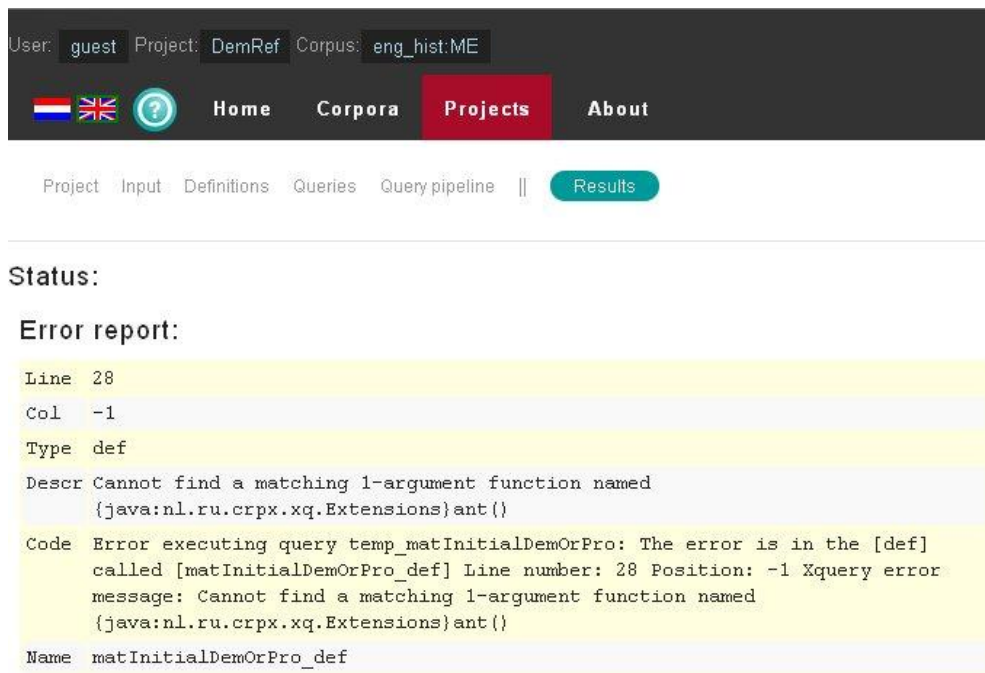 User: guest Project: DemRef Corpus: eng_hist:ME
? Home Corpora Projects About
Project Input Definitions Queries Query pipeline || Results
Status:
Error report:
Line 28
Col -1
Type def
Descr Cannot find a matching 1-argument function named
{java:nl.ru.crpx.xq.Extensions}ant()
Code Error executing query temp_matInitialDemOrPro: The error is in the [def]
called [matInitialDemOrPro_def] Line number: 28 Position: -1 Xquery error
message: Cannot find a matching 1-argument function named
{java:nl.ru.crpx.xq.Extensions}ant()
Name matInitialDemOrPro_def